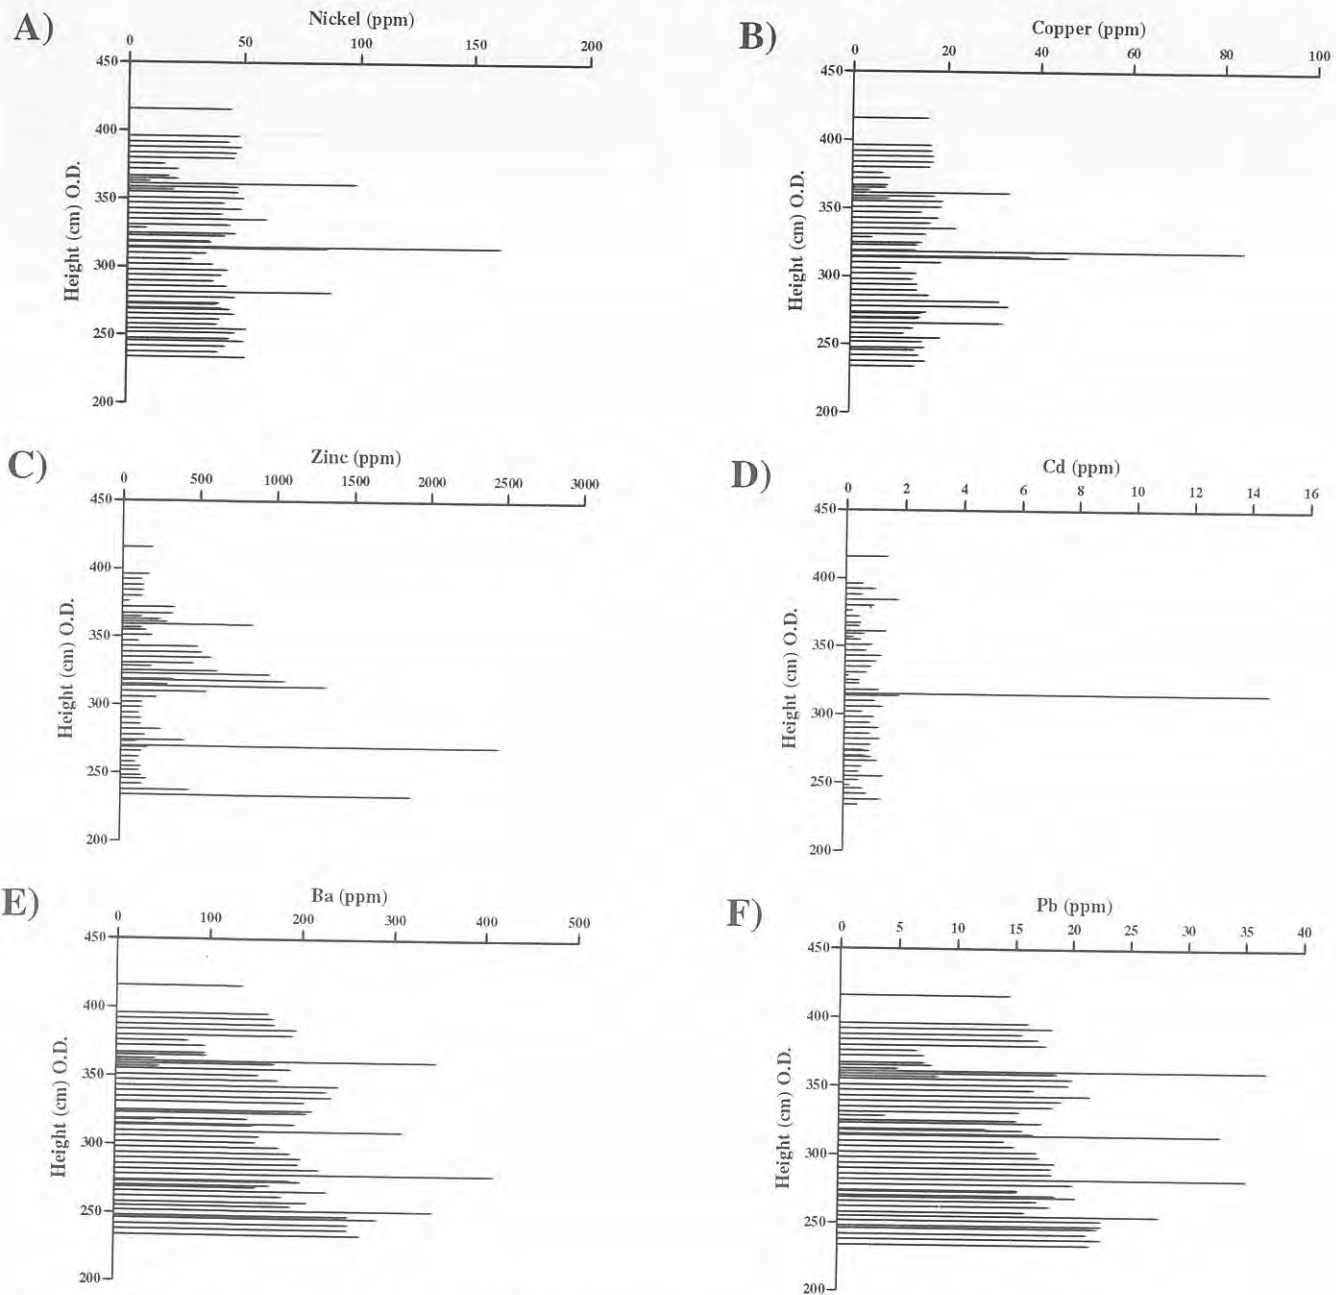 A)
Nickel (ppm)
0 50 100 150 200
450
400
350
300
250
200
Height (cm) O.D.
B)
Copper (ppm)
0 20 40 60 80 100
450
400
350
300
250
200
Height (cm) O.D.
C)
Zinc (ppm)
0 500 1000 1500 2000 2500 3000
450
400
350
300
250
200
Height (cm) O.D.
D)
Cd (ppm)
0 2 4 6 8 10 12 14 16
450
400
350
300
250
200
Height (cm) O.D.
E)
Ba (ppm)
0 100 200 300 400 500
450
400
350
300
250
200
Height (cm) O.D.
F)
Pb (ppm)
0 5 10 15 20 25 30 35 40
450
400
350
300
250
200
Height (cm) O.D.